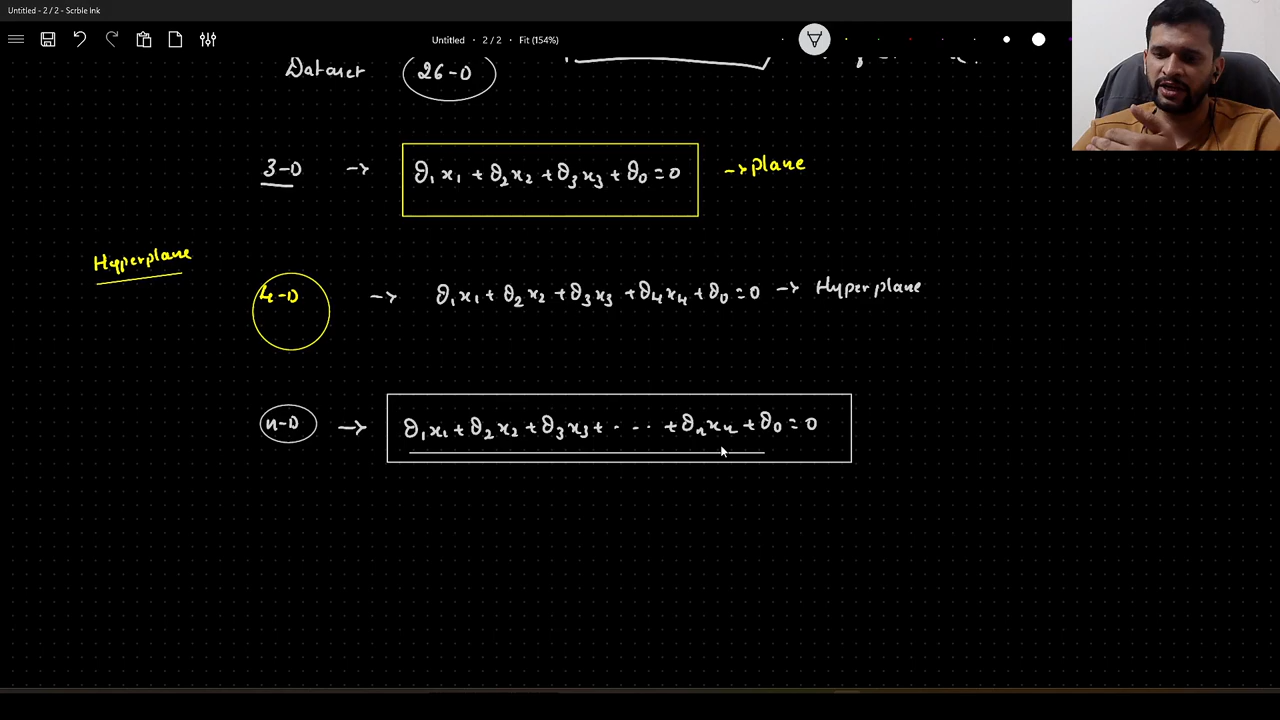 Untitled - 2 / 2 - Scrble Ink
Untitled • 2 / 2 • Fit (154%)
Dataset 26-D
3-D -> θ₁x₁ + θ₂x₂ + θ₃x₃ + θ₀ = 0 -> plane
Hyperplane
4-D -> θ₁x₁ + θ₂x₂ + θ₃x₃ + θ₄x₄ + θ₀ = 0 -> Hyperplane
n-D -> θ₁x₁ + θ₂x₂ + θ₃x₃ + · · · · + θₙxₙ + θ₀ = 0